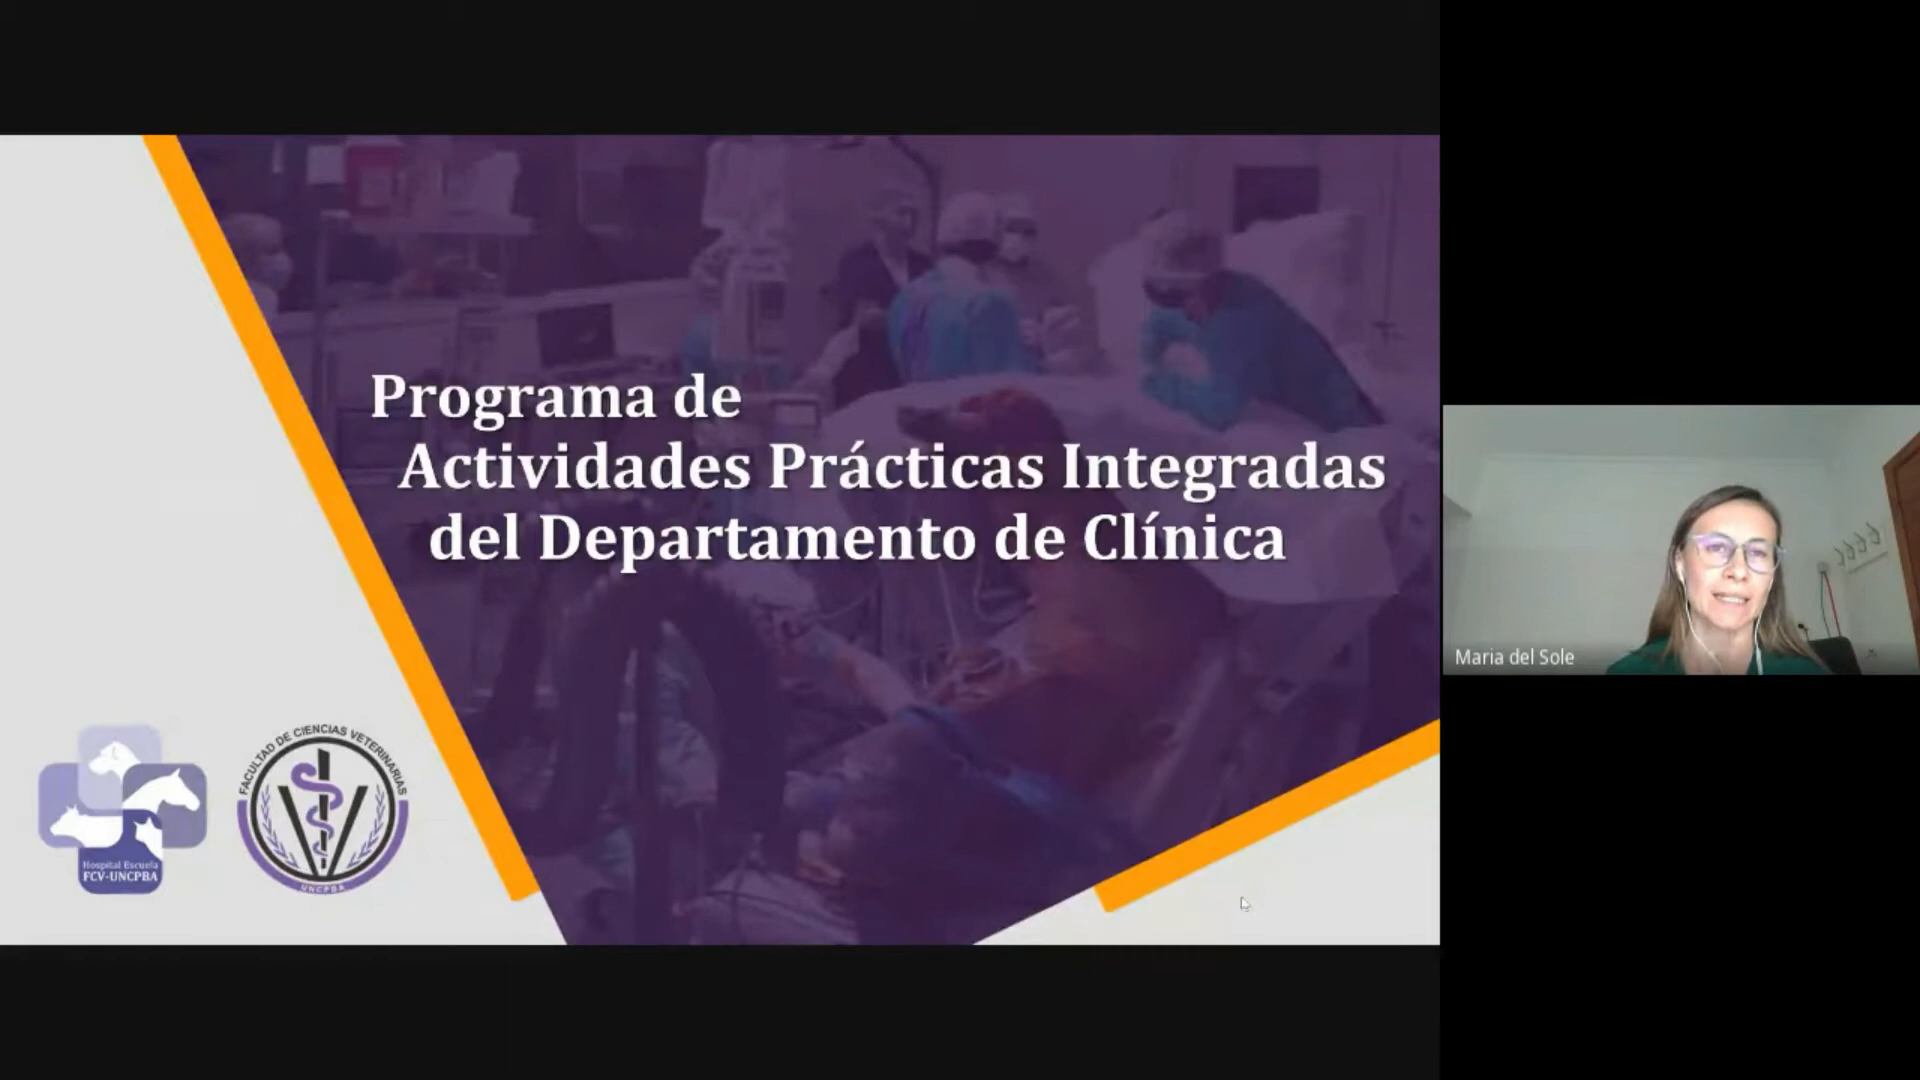 Programa de
Actividades Prácticas Integradas
del Departamento de Clínica
Hospital Escuela
FCV-UNCPBA
FACULTAD DE CIENCIAS VETERINARIAS
UNCPBA
Maria del Sole